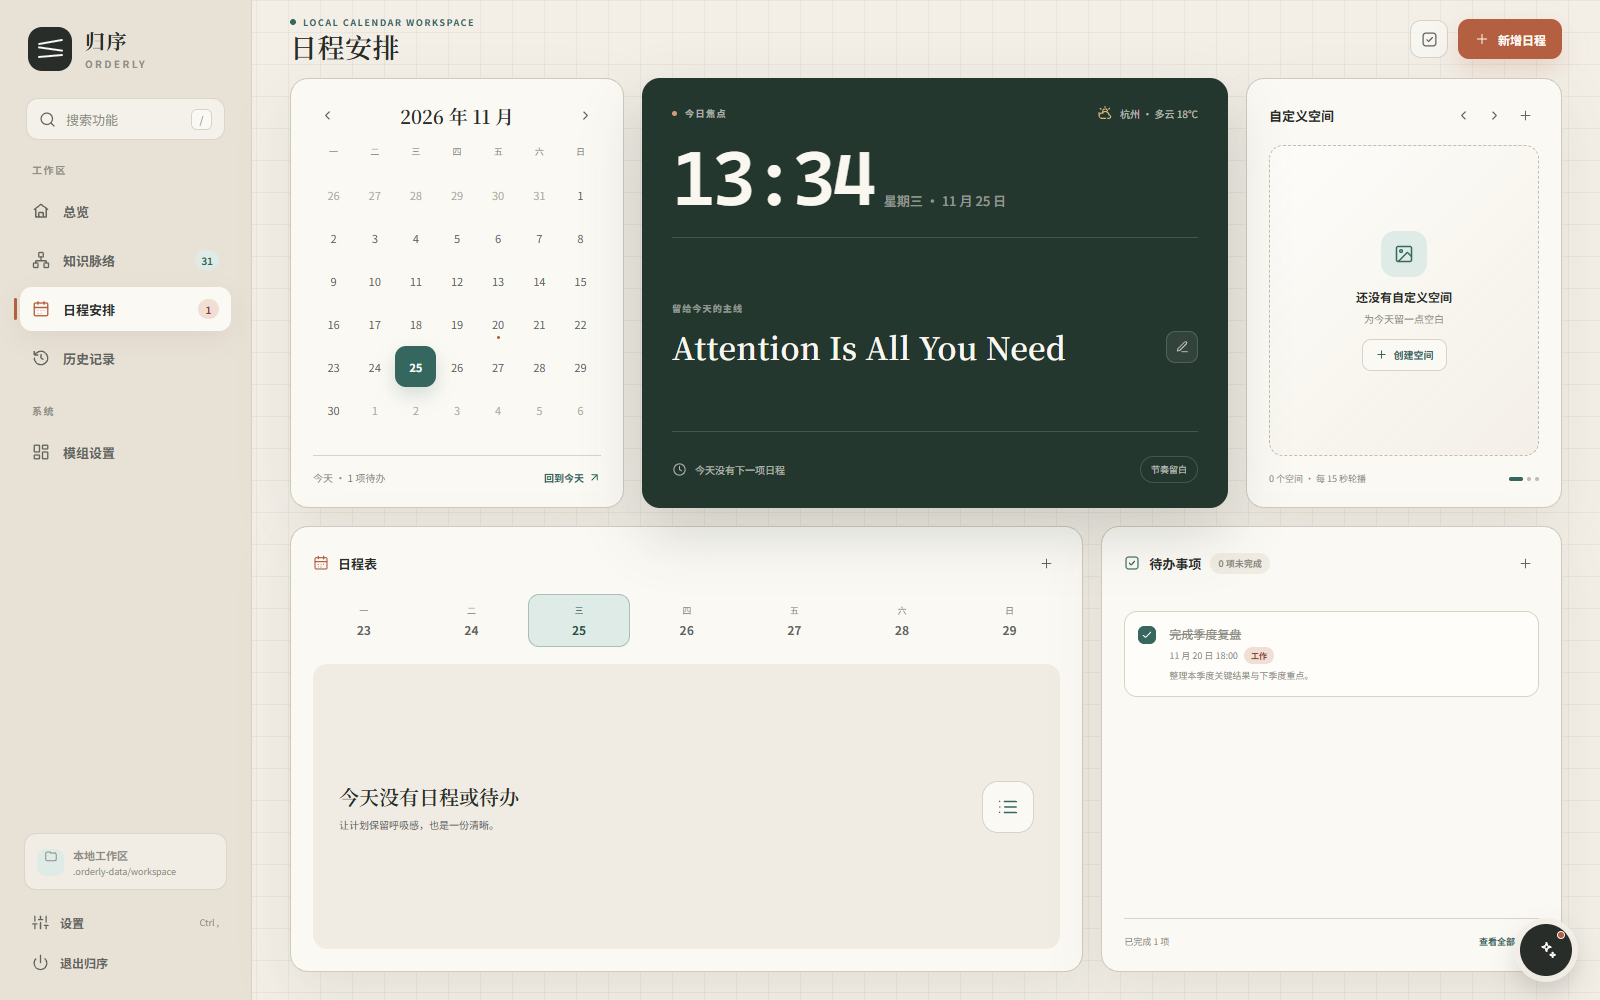 归序
ORDERLY
搜索功能 /
工作区
总览
知识脉络 31
日程安排 1
历史记录
系统
模组设置
本地工作区
.orderly-data/workspace
设置 Ctrl ,
退出归序
LOCAL CALENDAR WORKSPACE
日程安排
新增日程
2026 年 11 月
一 二 三 四 五 六 日
26 27 28 29 30 31 1
2 3 4 5 6 7 8
9 10 11 12 13 14 15
16 17 18 19 20 21 22
23 24 25 26 27 28 29
30 1 2 3 4 5 6
今天 · 1 项待办 回到今天
今日焦点 杭州 · 多云 18°C
13:34 星期三 · 11 月 25 日
留给今天的主线
Attention Is All You Need
今天没有下一项日程 节奏留白
自定义空间
还没有自定义空间
为今天留一点空白
创建空间
0 个空间 · 每 15 秒轮播
日程表
一 二 三 四 五 六 日
23 24 25 26 27 28 29
今天没有日程或待办
让计划保留呼吸感，也是一份清晰。
待办事项 0 项未完成
完成季度复盘
11 月 20 日 18:00 工作
整理本季度关键结果与下季度重点。
已完成 1 项 查看全部